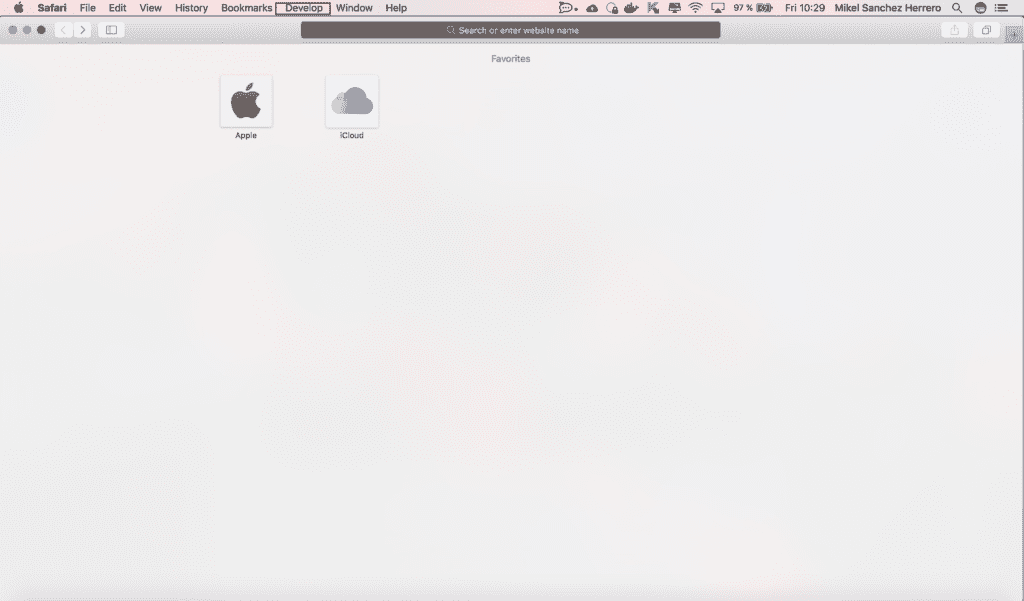 Safari File Edit View History Bookmarks Develop Window Help 97 % Fri 10:29 Mikel Sanchez Herrero
Search or enter website name
Favorites
Apple iCloud